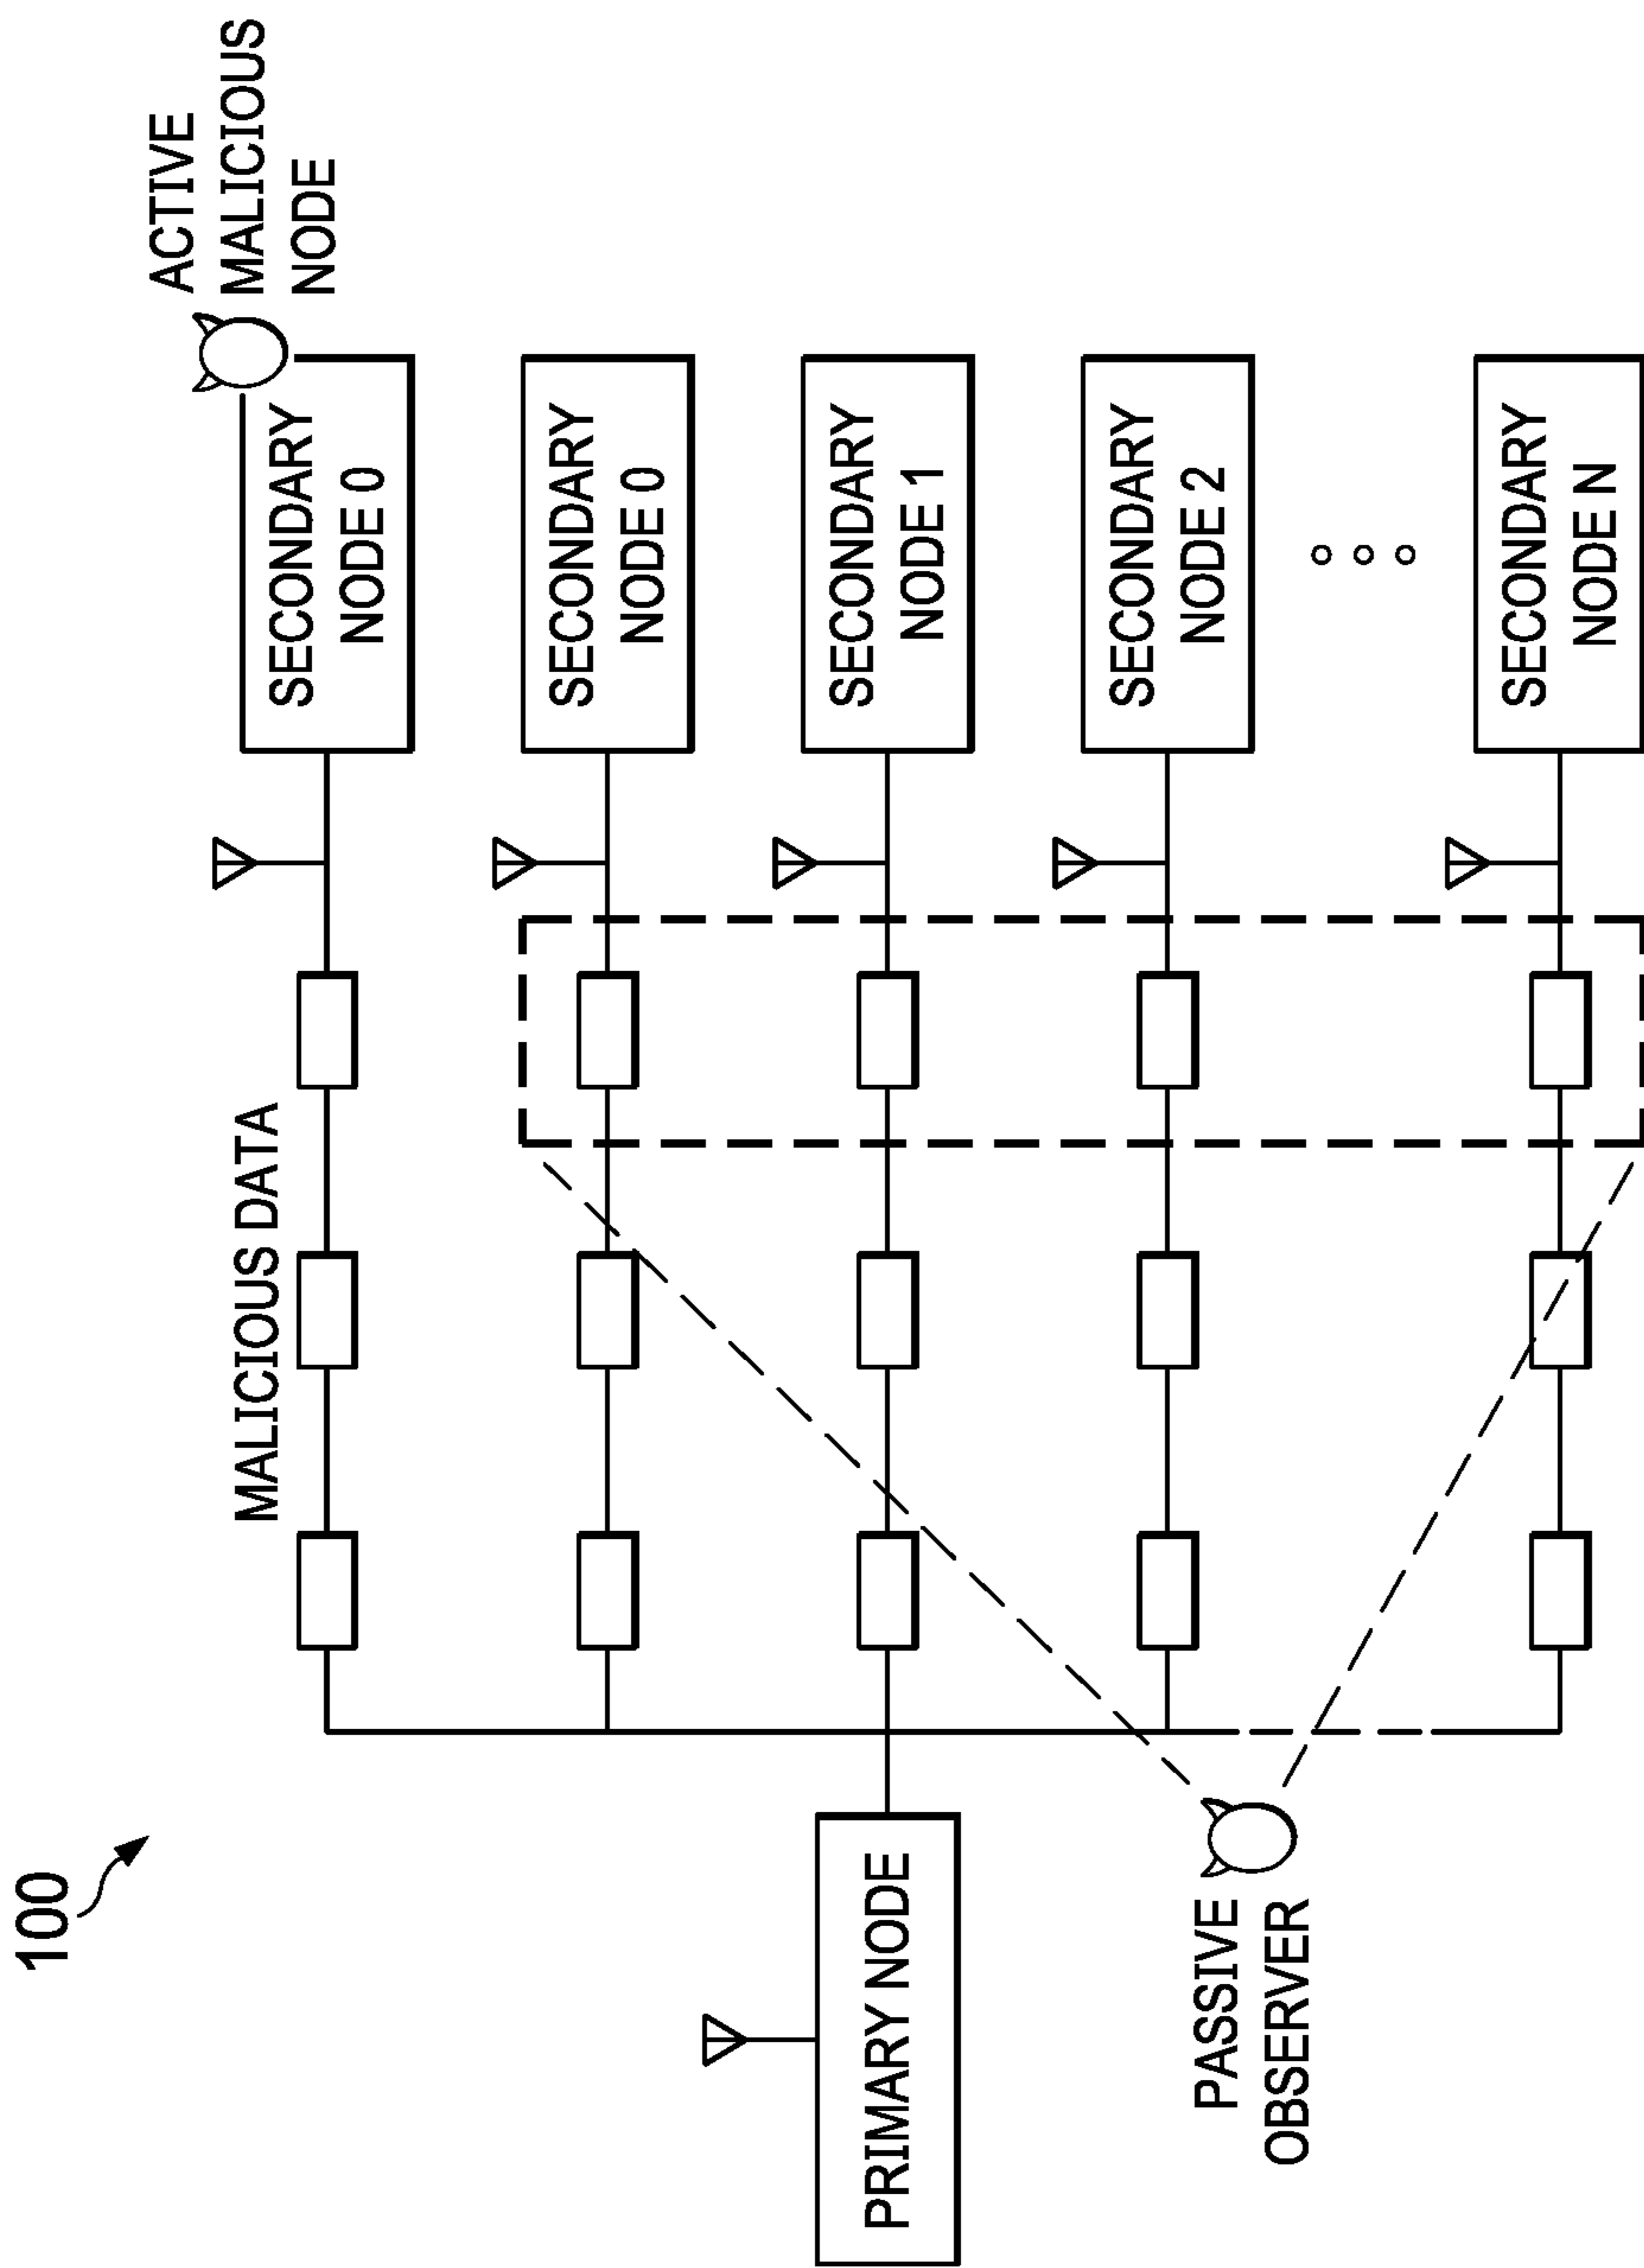 100
ACTIVE
MALICIOUS
NODE
MALICIOUS DATA
SECONDARY
NODE 0
SECONDARY
NODE 0
PRIMARY NODE
SECONDARY
NODE 1
PASSIVE
OBSERVER
SECONDARY
NODE 2
SECONDARY
NODE N